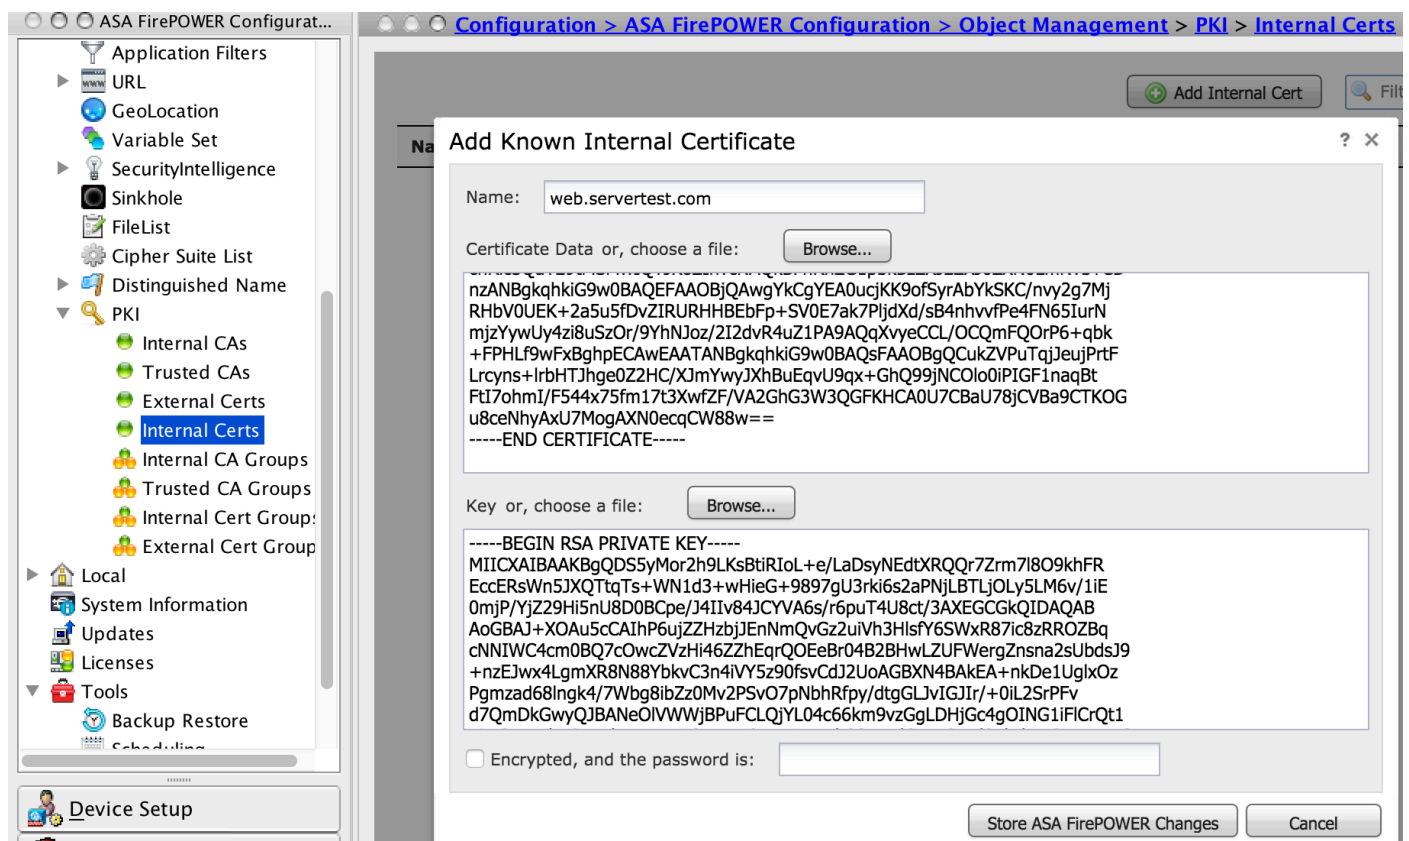 ASA FirePOWER Configurat...
Application Filters
URL
GeoLocation
Variable Set
SecurityIntelligence
Sinkhole
FileList
Cipher Suite List
Distinguished Name
PKI
Internal CAs
Trusted CAs
External Certs
Internal Certs
Internal CA Groups
Trusted CA Groups
Internal Cert Groups
External Cert Group
Local
System Information
Updates
Licenses
Tools
Backup Restore
Scheduling
Device Setup
Configuration > ASA FirePOWER Configuration > Object Management > PKI > Internal Certs
Add Internal Cert
Filt
Na
Add Known Internal Certificate
Name: web.servertest.com
Certificate Data or, choose a file: Browse...
nzANBgkqhkiG9w0BAQEFAAOBjQAwgYkCgYEA0ucjKK9ofSyrAbYkSKC/nvy2g7Mj
RHbV0UEK+2a5u5fDvZIRURHHBEbFp+SV0E7ak7PljdXd/sB4nhvvfPe4FN65IurN
mjzYywUy4zi8uSzOr/9YhNJoz/2I2dvR4uZ1PA9AQqXvyeCCL/OCQmFQOrP6+qbk
+FPHLf9wFxBghpECAwEAATANBgkqhkiG9w0BAQsFAAOBgQCukZVPuTqjJeujPrtF
Lrcyns+lrbHTJhge0Z2HC/XJmYwyJXhBuEqvU9qx+GhQ99jNCOlo0iPIGF1naqBt
FtI7ohmI/F544x75fm17t3XwfZF/VA2GhG3W3QGFKHCA0U7CBaU78jCVBa9CTKOG
u8ceNhyAxU7MogAXN0ecqCW88w==
-----END CERTIFICATE-----
Key or, choose a file: Browse...
-----BEGIN RSA PRIVATE KEY-----
MIICXAIBAAKBgQDS5yMor2h9LKsBtiRIoL+e/LaDsyNEdtXRQQr7Zrm7l8O9khFR
EccERsWn5JXQTtqTs+WN1d3+wHieG+9897gU3rki6s2aPNjLBTLjOLy5LM6v/1iE
0mjP/YjZ29Hi5nU8D0BCpe/J4IIv84JCYVA6s/r6puT4U8ct/3AXEGCGkQIDAQAB
AoGBAJ+XOAu5cCAIhP6ujZZHzbjJEnNmQvGz2uiVh3HlsfY6SWxR87ic8zRROZBq
cNNIWC4cm0BQ7cOwcZVzHi46ZZhEqrQOEeBr04B2BHwLZUFWergZnsna2sUbdsJ9
+nzEJwx4LgmXR8N88YbkvC3n4iVY5z90fsvCdJ2UoAGBXN4BAkEA+nkDe1UglxOz
Pgmzad68lngk4/7Wbg8ibZz0Mv2PSvO7pNbhRfpy/dtgGLJvIGJIr/+0iL2SrPFv
d7QmDkGwyQJBANeOlVWWjBPuFCLQjYL04c66km9vzGgLDHjGc4gOING1iFlCrQt1
Encrypted, and the password is:
Store ASA FirePOWER Changes
Cancel